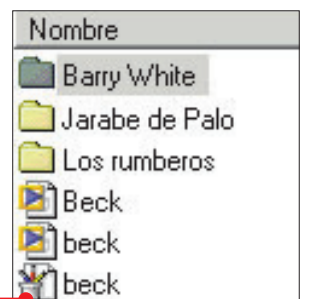 Nombre
Barry White
Jarabe de Palo
Los rumberos
Beck
beck
beck